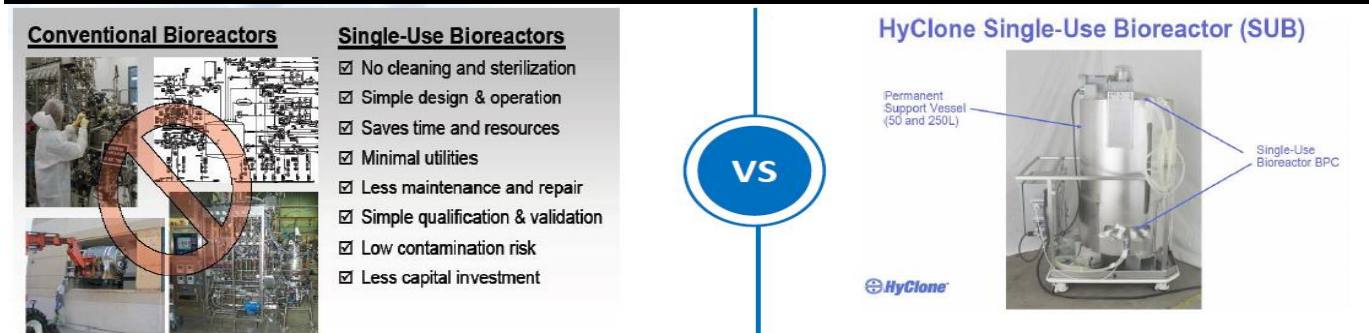 Conventional Bioreactors
Single-Use Bioreactors
☑ No cleaning and sterilization
☑ Simple design & operation
☑ Saves time and resources
☑ Minimal utilities
☑ Less maintenance and repair
☑ Simple qualification & validation
☑ Low contamination risk
☑ Less capital investment
VS
HyClone Single-Use Bioreactor (SUB)
Permanent
Support Vessel
(50 and 250L)
Single-Use
Bioreactor BPC
HyClone